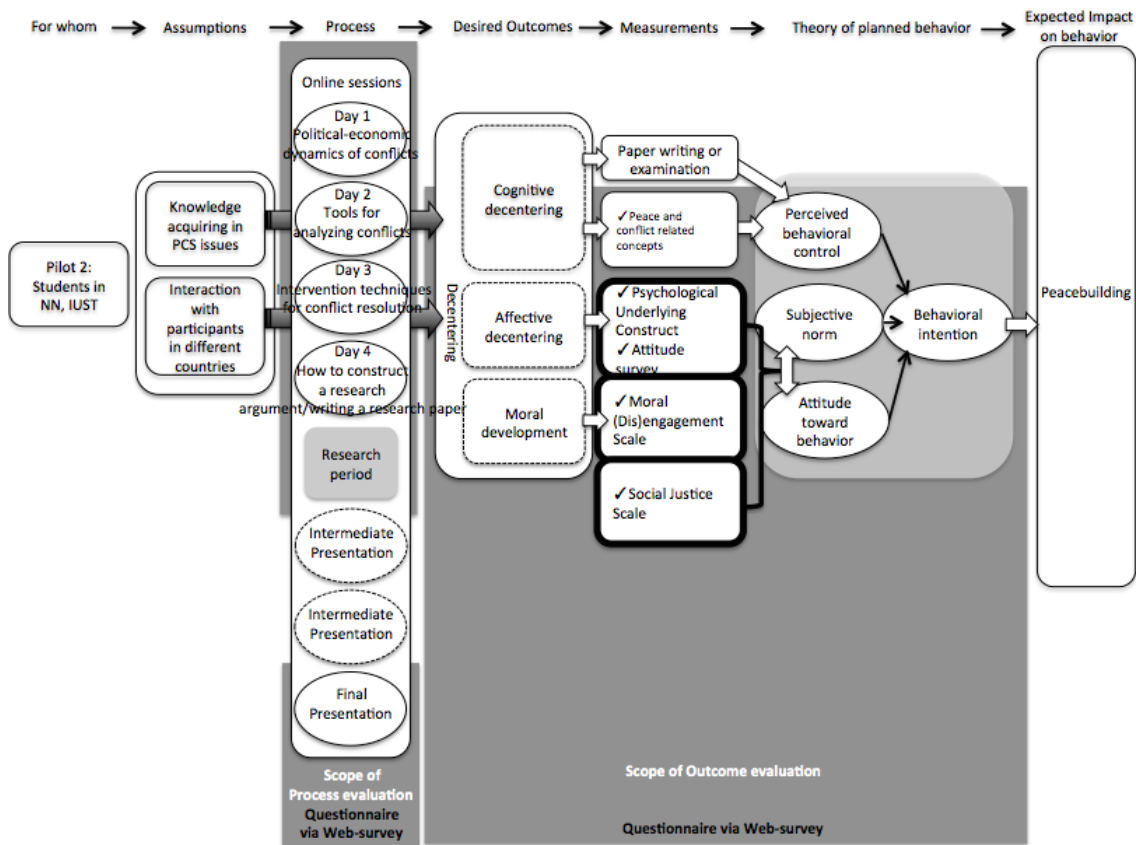 For whom
Assumptions
Process
Desired Outcomes
Measurements
Theory of planned behavior
Expected Impact
on behavior
Pilot 2:
Students in
NN, IUST
Knowledge
acquiring in
PCS issues
Interaction
with
participants
in different
countries
Online sessions
Day 1
Political-economic
dynamics of conflicts
Day 2
Tools for
analyzing conflicts
Day 3
Intervention techniques
for conflict resolution
Day 4
How to construct
a research
argument/writing a research paper
Research
period
Intermediate
Presentation
Intermediate
Presentation
Final
Presentation
Scope of
Process evaluation
Questionnaire
via Web-survey
Decentering
Cognitive
decentering
Affective
decentering
Moral
development
Paper writing or
examination
✓Peace and
conflict related
concepts
✓Psychological
Underlying
Construct
✓Attitude
survey
✓Moral
(Dis)engagement
Scale
✓Social Justice
Scale
Perceived
behavioral
control
Subjective
norm
Attitude
toward
behavior
Behavioral
intention
Peacebuilding
Scope of Outcome evaluation
Questionnaire via Web-survey